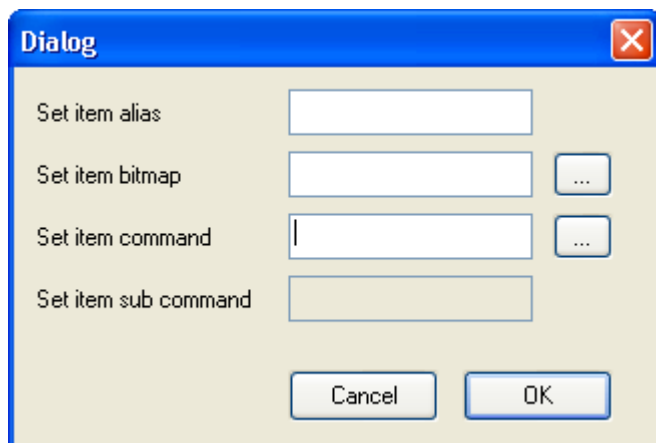 Dialog
Set item alias
Set item bitmap ...
Set item command ...
Set item sub command
Cancel OK